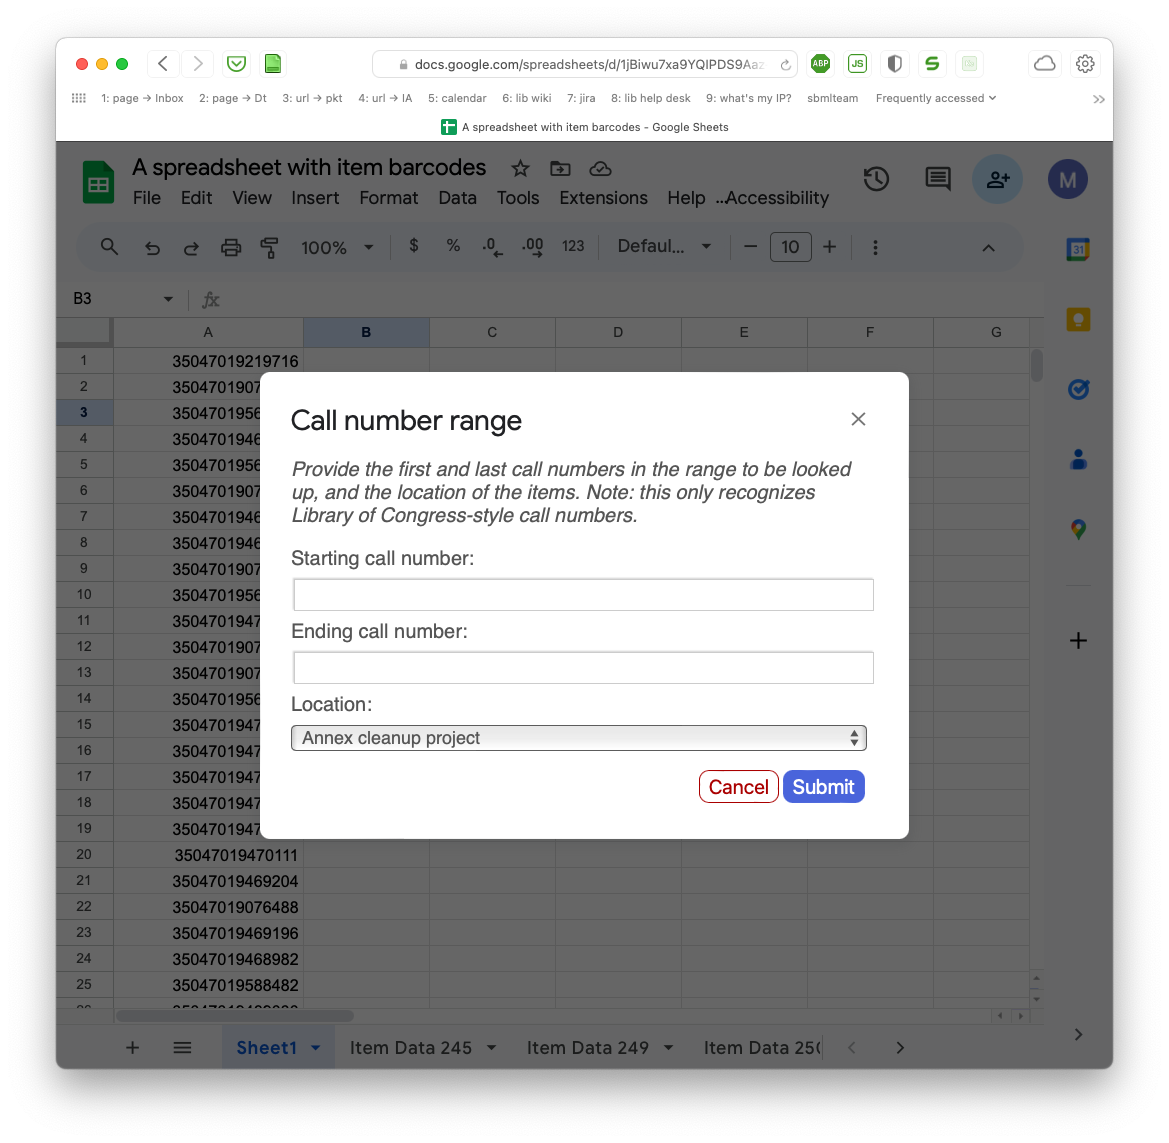 docs.google.com/spreadsheets/d/1jBiwu7xa9YQlPDS9Aaz
ABP
JS
1: page → Inbox 2: page → Dt 3: url → pkt 4: url → IA 5: calendar 6: lib wiki 7: jira 8: lib help desk 9: what's my IP? sbmlteam Frequently accessed
A spreadsheet with item barcodes - Google Sheets
A spreadsheet with item barcodes
M
File Edit View Insert Format Data Tools Extensions Help ...Accessibility
100% $ % .0 .00 123 Defaul... − 10 +
31
B3 fx
A B C D E F G
1 35047019219716
2 3504701907
3 3504701956
4 3504701946
5 3504701956
6 3504701907
7 3504701946
8 3504701946
9 3504701907
10 3504701956
11 3504701947
12 3504701907
13 3504701907
14 3504701956
15 3504701947
16 3504701947
17 3504701947
18 3504701947
19 3504701947
20 35047019470111
21 35047019469204
22 35047019076488
23 35047019469196
24 35047019468982
25 35047019588482
Call number range
Provide the first and last call numbers in the range to be looked
up, and the location of the items. Note: this only recognizes
Library of Congress-style call numbers.
Starting call number:
Ending call number:
Location:
Annex cleanup project
Cancel Submit
Sheet1 Item Data 245 Item Data 249 Item Data 250